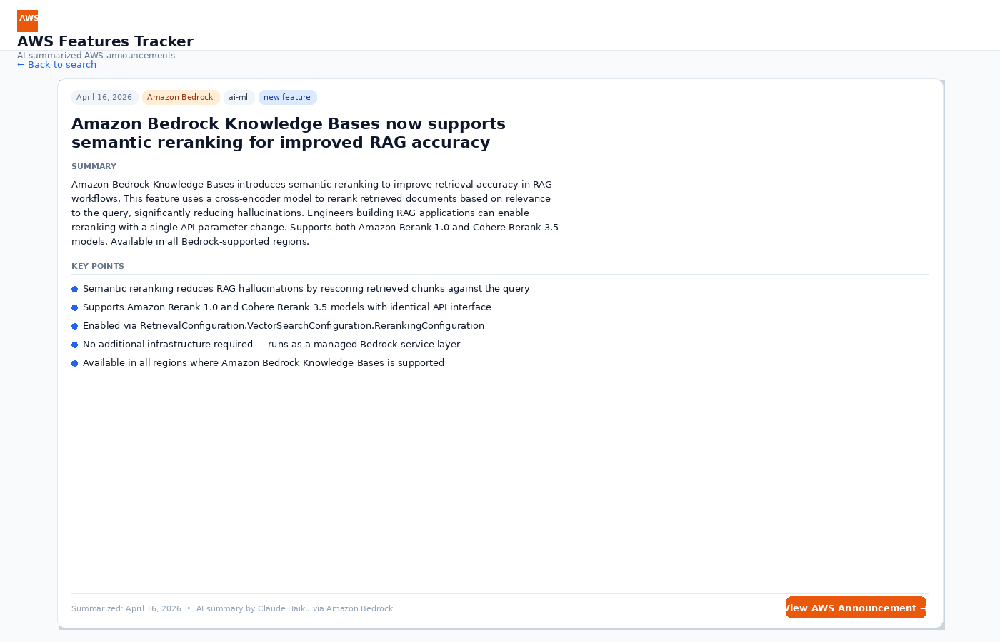 AWS
AWS Features Tracker
AI-summarized AWS announcements
← Back to search
April 16, 2026 Amazon Bedrock ai-ml new feature
Amazon Bedrock Knowledge Bases now supports
semantic reranking for improved RAG accuracy
SUMMARY
Amazon Bedrock Knowledge Bases introduces semantic reranking to improve retrieval accuracy in RAG
workflows. This feature uses a cross-encoder model to rerank retrieved documents based on relevance
to the query, significantly reducing hallucinations. Engineers building RAG applications can enable
reranking with a single API parameter change. Supports both Amazon Rerank 1.0 and Cohere Rerank 3.5
models. Available in all Bedrock-supported regions.
KEY POINTS
● Semantic reranking reduces RAG hallucinations by rescoring retrieved chunks against the query
● Supports Amazon Rerank 1.0 and Cohere Rerank 3.5 models with identical API interface
● Enabled via RetrievalConfiguration.VectorSearchConfiguration.RerankingConfiguration
● No additional infrastructure required — runs as a managed Bedrock service layer
● Available in all regions where Amazon Bedrock Knowledge Bases is supported
Summarized: April 16, 2026 • AI summary by Claude Haiku via Amazon Bedrock
View AWS Announcement →